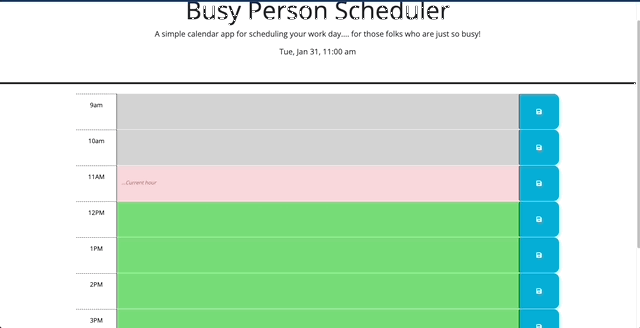 Busy Person Scheduler
A simple calendar app for scheduling your work day.... for those folks who are just so busy!
Tue, Jan 31, 11:00 am
9am
10am
11AM
...Current hour
12PM
1PM
2PM
3PM